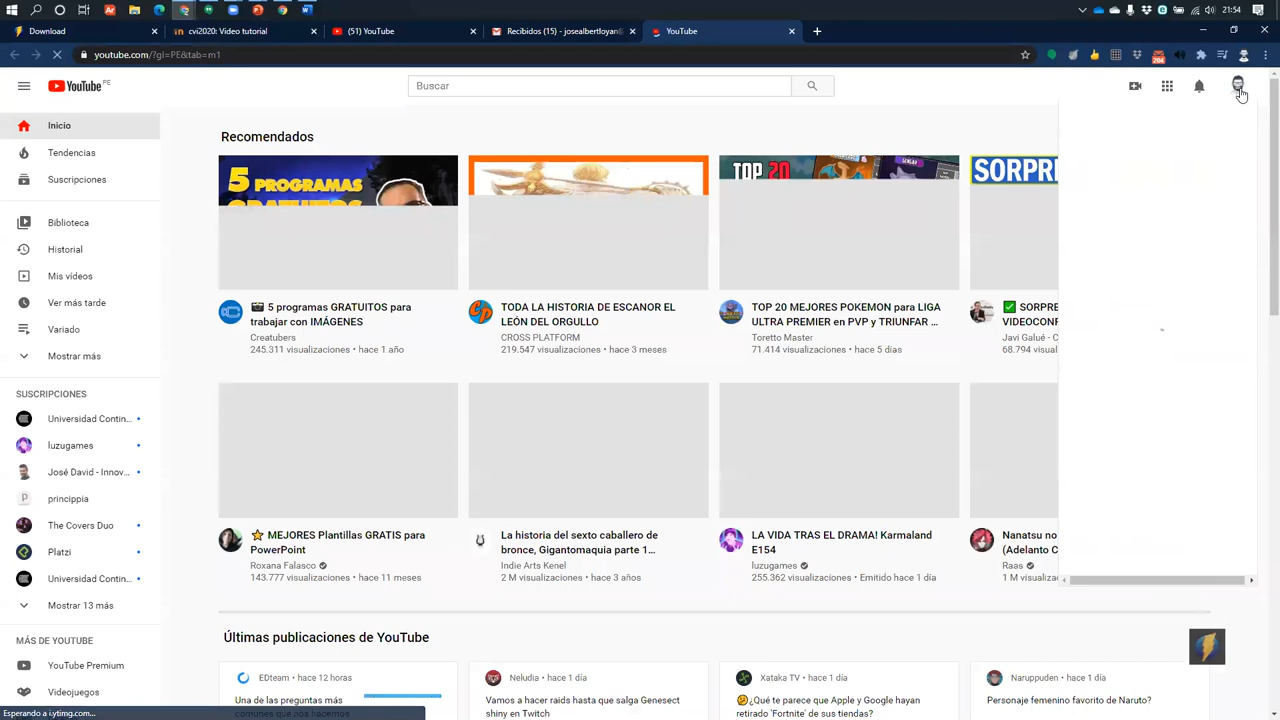 21:54
Download
cvi2020: Video tutorial
(51) YouTube
Recibidos (15) - josealbertloyan@
YouTube
youtube.com/?gl=PE&tab=m1
204
YouTube PE
Buscar
Inicio
Tendencias
Suscripciones
Biblioteca
Historial
Mis vídeos
Ver más tarde
Variado
Mostrar más
SUSCRIPCIONES
Universidad Contin...
luzugames
José David - Innov...
princippia
The Covers Duo
Platzi
Universidad Contin...
Mostrar 13 más
MÁS DE YOUTUBE
YouTube Premium
Videojuegos
Recomendados
5 PROGRAMAS
GRATUITOS
TOP 20
SORPRE
📷 5 programas GRATUITOS para
trabajar con IMÁGENES
Creatubers
245.311 visualizaciones • hace 1 año
TODA LA HISTORIA DE ESCANOR EL
LEÓN DEL ORGULLO
CROSS PLATFORM
219.547 visualizaciones • hace 3 meses
TOP 20 MEJORES POKEMON para LIGA
ULTRA PREMIER en PVP y TRIUNFAR ...
Toretto Master
71.414 visualizaciones • hace 5 días
✅ SORPRE
VIDEOCONF
Javi Galué - C
68.794 visual
⭐ MEJORES Plantillas GRATIS para
PowerPoint
Roxana Falasco
143.777 visualizaciones • hace 11 meses
La historia del sexto caballero de
bronce, Gigantomaquia parte 1...
Indie Arts Kenel
2 M visualizaciones • hace 3 años
LA VIDA TRAS EL DRAMA! Karmaland
E154
luzugames
255.362 visualizaciones • Emitido hace 1 día
Nanatsu no
(Adelanto C
Raas
1 M visualiza
Últimas publicaciones de YouTube
EDteam • hace 12 horas
Una de las preguntas más
comunes que nos hacemos
Neludia • hace 1 día
Vamos a hacer raids hasta que salga Genesect
shiny en Twitch
Xataka TV • hace 1 día
🤔¿Qué te parece que Apple y Google hayan
retirado 'Fortnite' de sus tiendas?
Naruppuden • hace 1 día
Personaje femenino favorito de Naruto?
Esperando a i.ytimg.com...